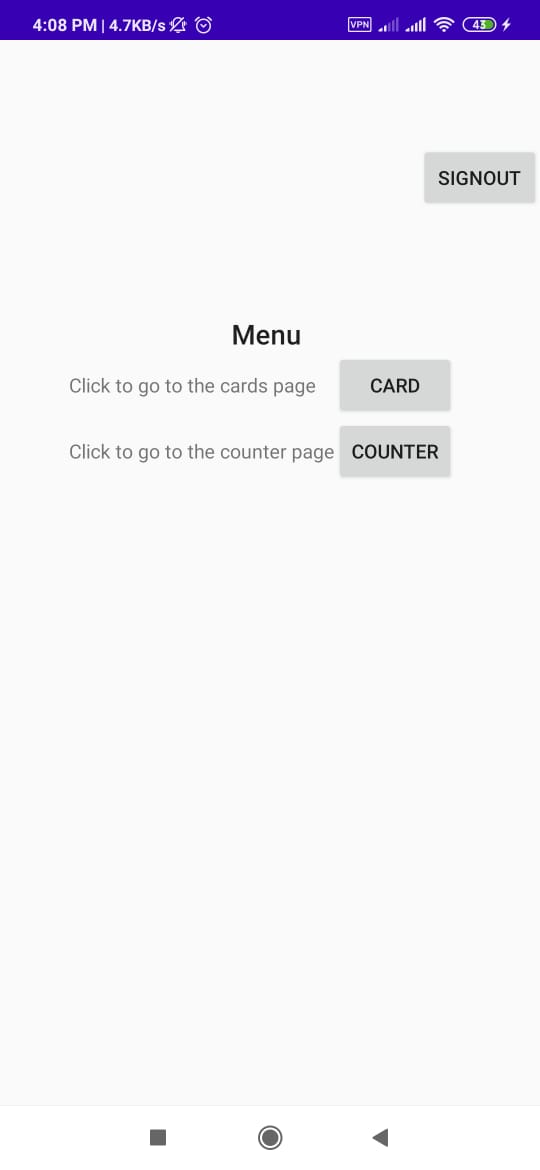 4:08 PM | 4.7KB/s VPN 43
SIGNOUT
Menu
Click to go to the cards page CARD
Click to go to the counter page COUNTER